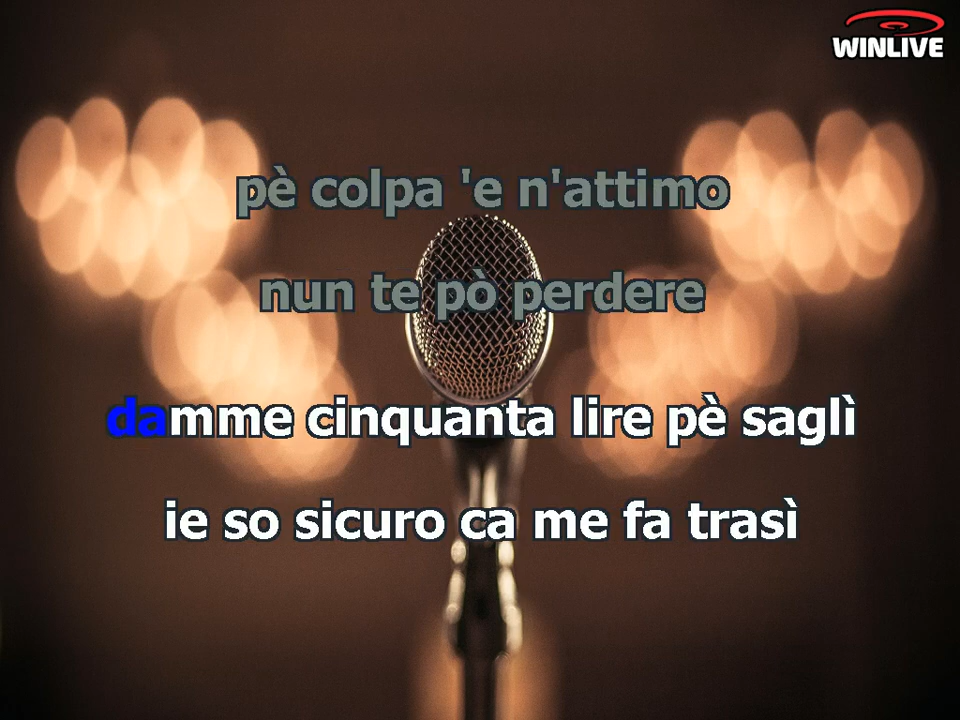 WINLIVE
pè colpa 'e n'attimo
nun te pò perdere
damme cinquanta lire pè saglì
ie so sicuro ca me fa trasì